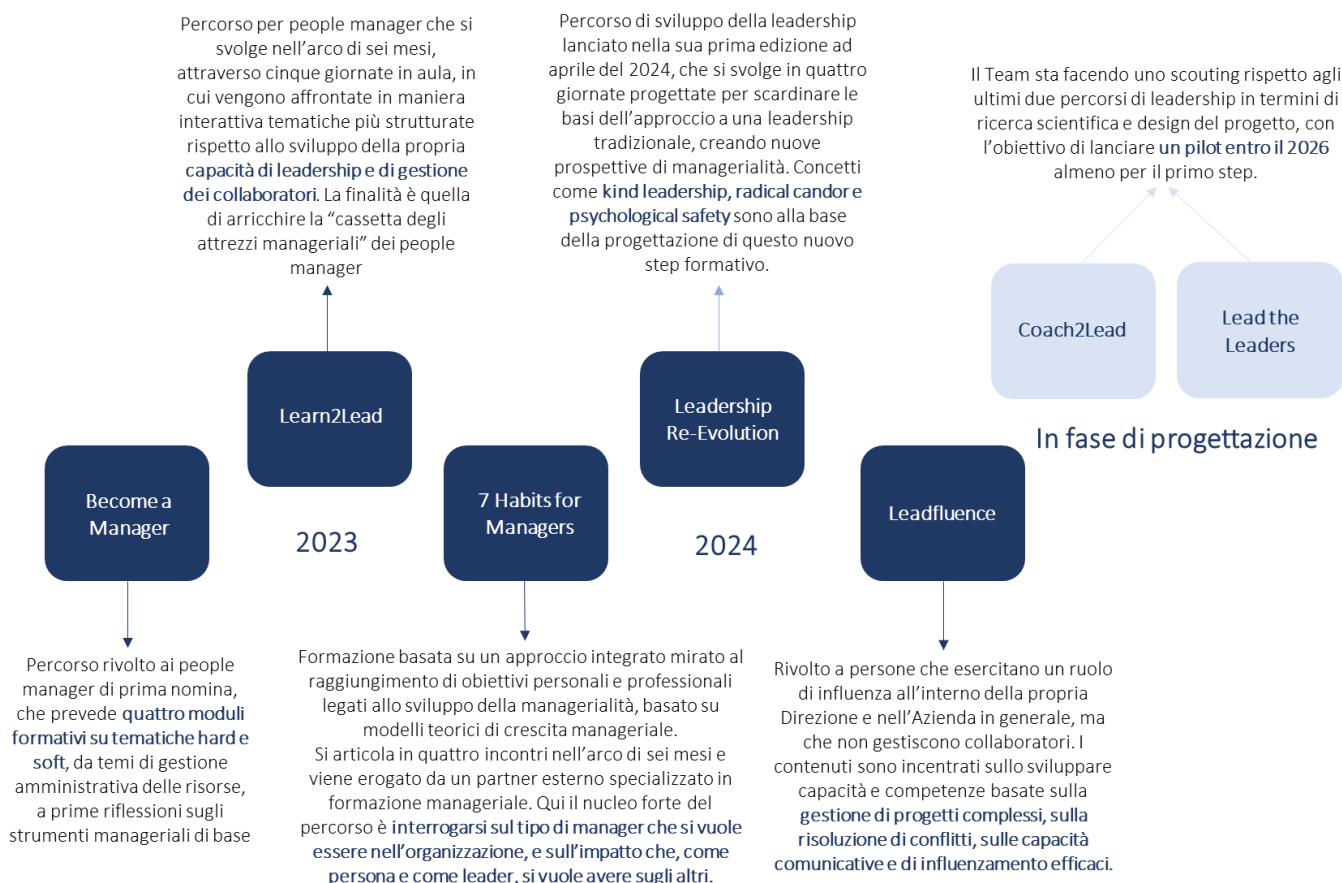 Percorso per people manager che si
svolge nell'arco di sei mesi,
attraverso cinque giornate in aula, in
cui vengono affrontate in maniera
interattiva tematiche più strutturate
rispetto allo sviluppo della propria
capacità di leadership e di gestione
dei collaboratori. La finalità è quella
di arricchire la “cassetta degli
attrezzi manageriali” dei people
manager
Percorso di sviluppo della leadership
lanciato nella sua prima edizione ad
aprile del 2024, che si svolge in quattro
giornate progettate per scardinare le
basi dell'approccio a una leadership
tradizionale, creando nuove
prospettive di managerialità. Concetti
come kind leadership, radical candor e
psychological safety sono alla base
della progettazione di questo nuovo
step formativo.
Il Team sta facendo uno scouting rispetto agli
ultimi due percorsi di leadership in termini di
ricerca scientifica e design del progetto, con
l'obiettivo di lanciare un pilot entro il 2026
almeno per il primo step.
Coach2Lead
Lead the
Leaders
In fase di progettazione
Learn2Lead
Leadership
Re-Evolution
Become a
Manager
2023
7 Habits for
Managers
2024
Leadfluence
Percorso rivolto ai people
manager di prima nomina,
che prevede quattro moduli
formativi su tematiche hard e
soft, da temi di gestione
amministrativa delle risorse,
a prime riflessioni sugli
strumenti manageriali di base
Formazione basata su un approccio integrato mirato al
raggiungimento di obiettivi personali e professionali
legati allo sviluppo della managerialità, basato su
modelli teorici di crescita manageriale.
Si articola in quattro incontri nell'arco di sei mesi e
viene erogato da un partner esterno specializzato in
formazione manageriale. Qui il nucleo forte del
percorso è interrogarsi sul tipo di manager che si vuole
essere nell'organizzazione, e sull'impatto che, come
persona e come leader, si vuole avere sugli altri.
Rivolto a persone che esercitano un ruolo
di influenza all'interno della propria
Direzione e nell'Azienda in generale, ma
che non gestiscono collaboratori. I
contenuti sono incentrati sullo sviluppare
capacità e competenze basate sulla
gestione di progetti complessi, sulla
risoluzione di conflitti, sulle capacità
comunicative e di influenzamento efficaci.